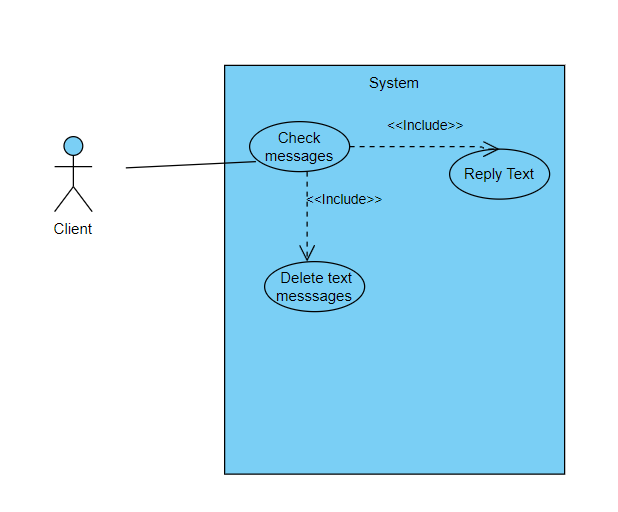 System
Check
messages
<<Include>>
Reply Text
<<Include>>
Client
Delete text
messsages